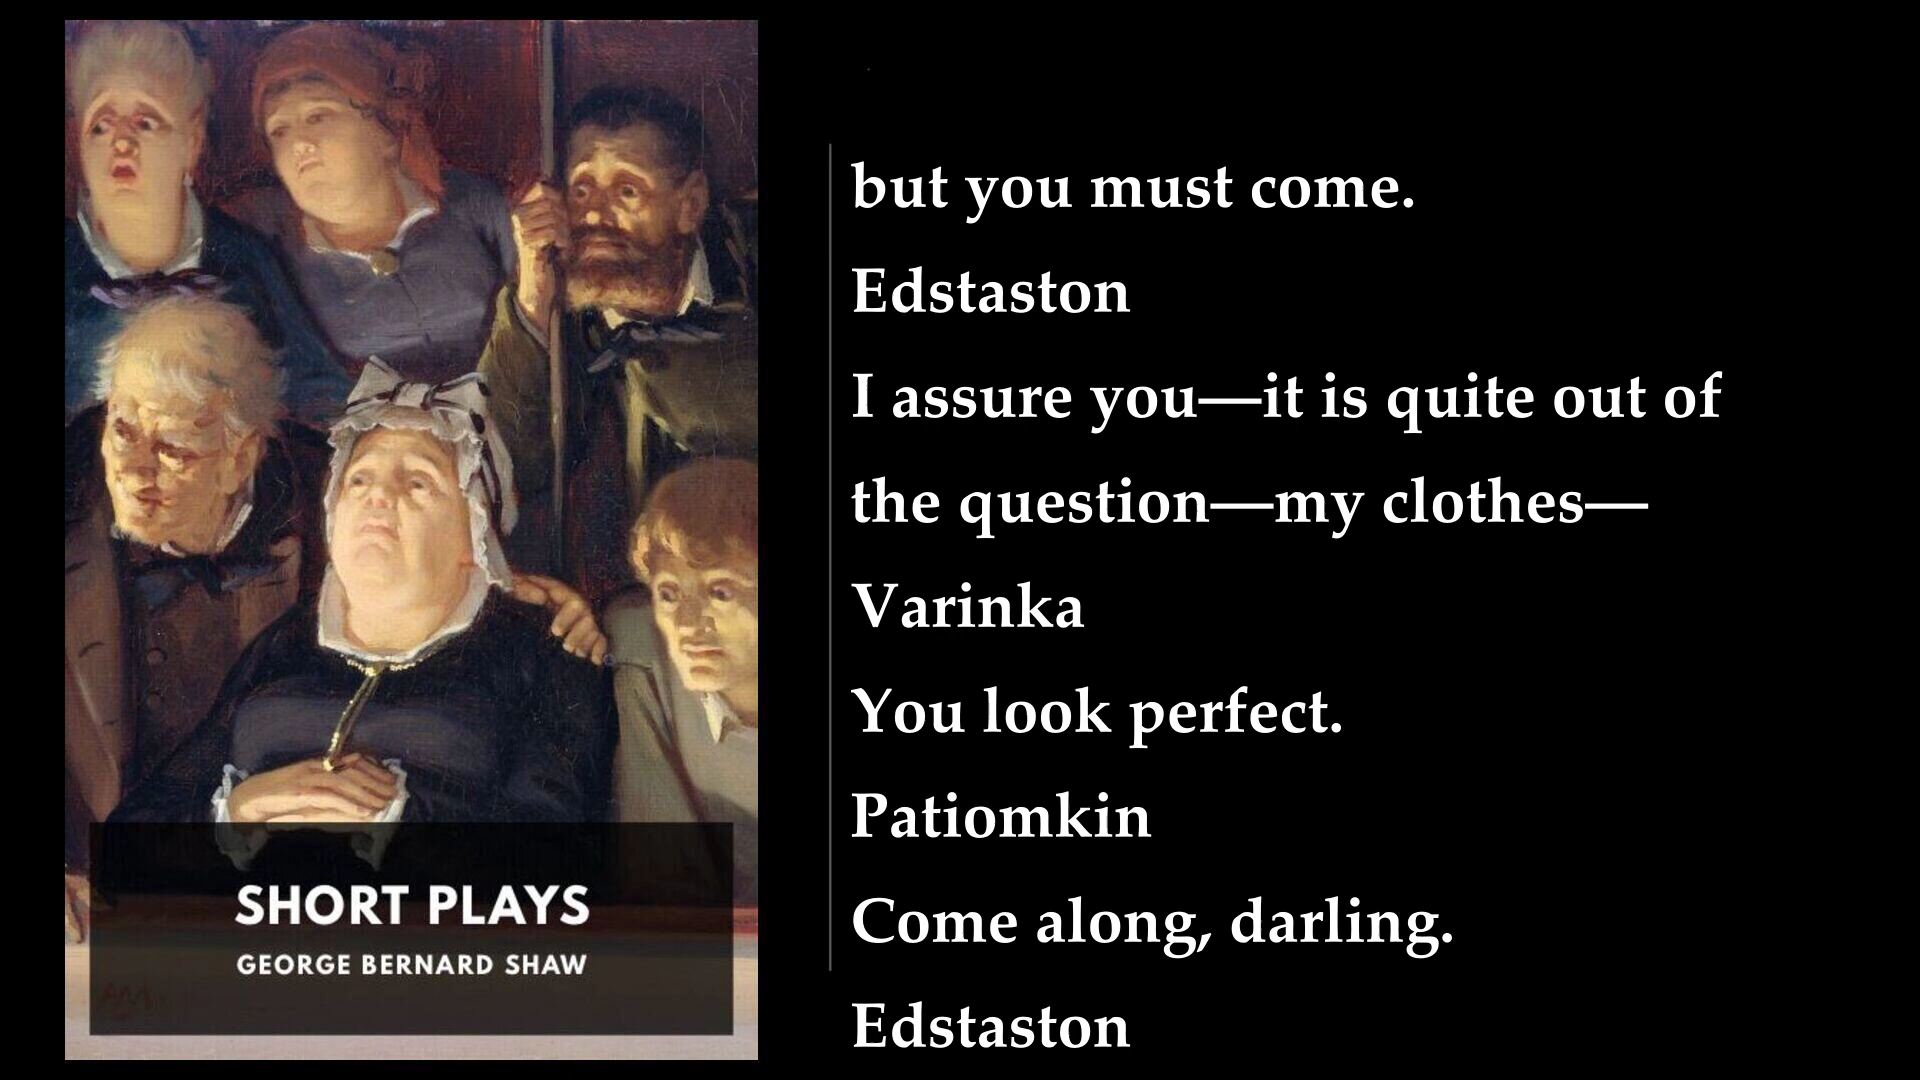 SHORT PLAYS
GEORGE BERNARD SHAW
but you must come.
Edstaston
I assure you—it is quite out of
the question—my clothes—
Varinka
You look perfect.
Patiomkin
Come along, darling.
Edstaston